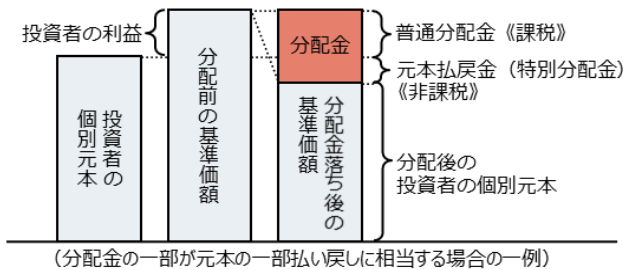 投資者の利益
投資者の
個別元本
分配前の基準価額
分配金
分配金落ち後の
基準価額
普通分配金《課税》
元本払戻金（特別分配金）
《非課税》
分配後の
投資者の個別元本
（分配金の一部が元本の一部払い戻しに相当する場合の一例）